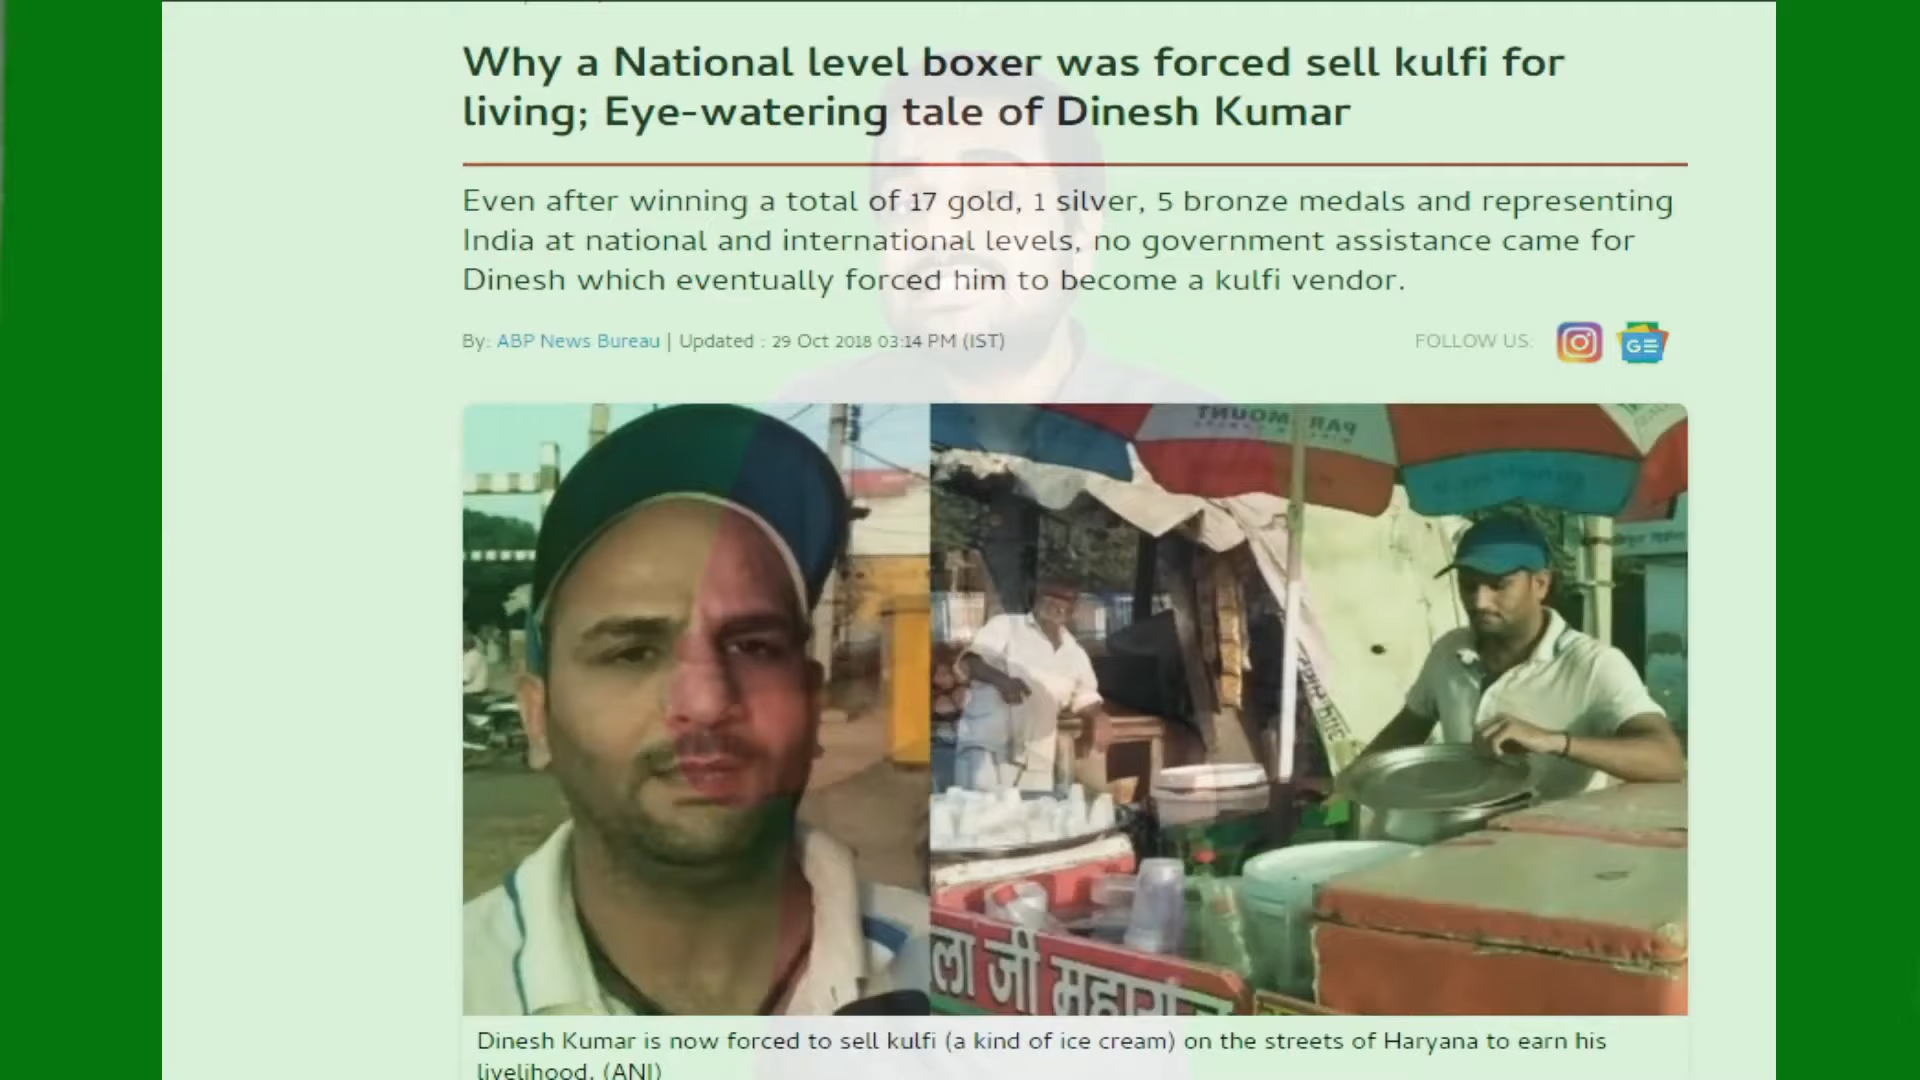 Why a National level boxer was forced sell kulfi for
living; Eye-watering tale of Dinesh Kumar
Even after winning a total of 17 gold, 1 silver, 5 bronze medals and representing
India at national and international levels, no government assistance came for
Dinesh which eventually forced him to become a kulfi vendor.
By: ABP News Bureau | Updated : 29 Oct 2018 03:14 PM (IST)
FOLLOW US:
GE
PAR MOUNT
ला जी महाराज
Dinesh Kumar is now forced to sell kulfi (a kind of ice cream) on the streets of Haryana to earn his
livelihood. (ANI)